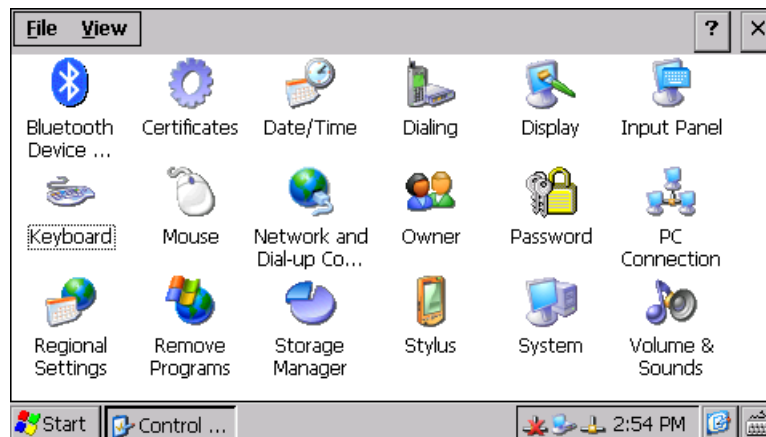 File View ? ×
Bluetooth Device ...
Certificates
Date/Time
Dialing
Display
Input Panel
Keyboard
Mouse
Network and Dial-up Co...
Owner
Password
PC Connection
Regional Settings
Remove Programs
Storage Manager
Stylus
System
Volume & Sounds
Start Control ... 2:54 PM